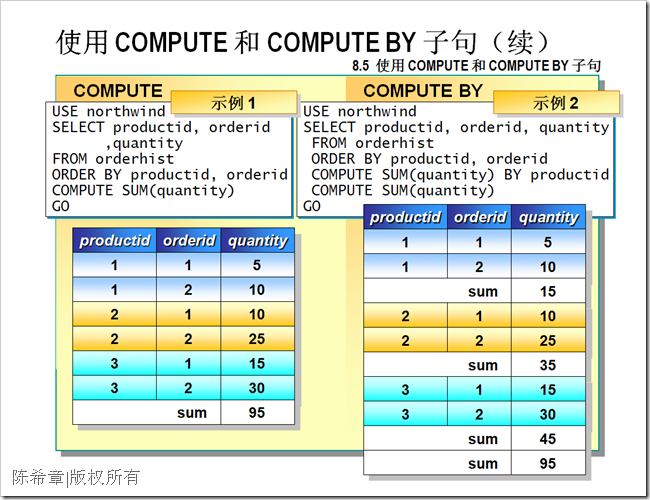 使用 COMPUTE 和 COMPUTE BY 子句（续）
8.5 使用 COMPUTE 和 COMPUTE BY 子句
COMPUTE
示例 1
USE northwind
SELECT productid, orderid
,quantity
FROM orderhist
ORDER BY productid, orderid
COMPUTE SUM(quantity)
GO
productid orderid quantity
1 1 5
1 2 10
2 1 10
2 2 25
3 1 15
3 2 30
sum 95
COMPUTE BY
示例 2
USE northwind
SELECT productid, orderid, quantity
FROM orderhist
ORDER BY productid, orderid
COMPUTE SUM(quantity) BY productid
COMPUTE SUM(quantity)
GO
productid orderid quantity
1 1 5
1 2 10
sum 15
2 1 10
2 2 25
sum 35
3 1 15
3 2 30
sum 45
sum 95
陈希章|版权所有